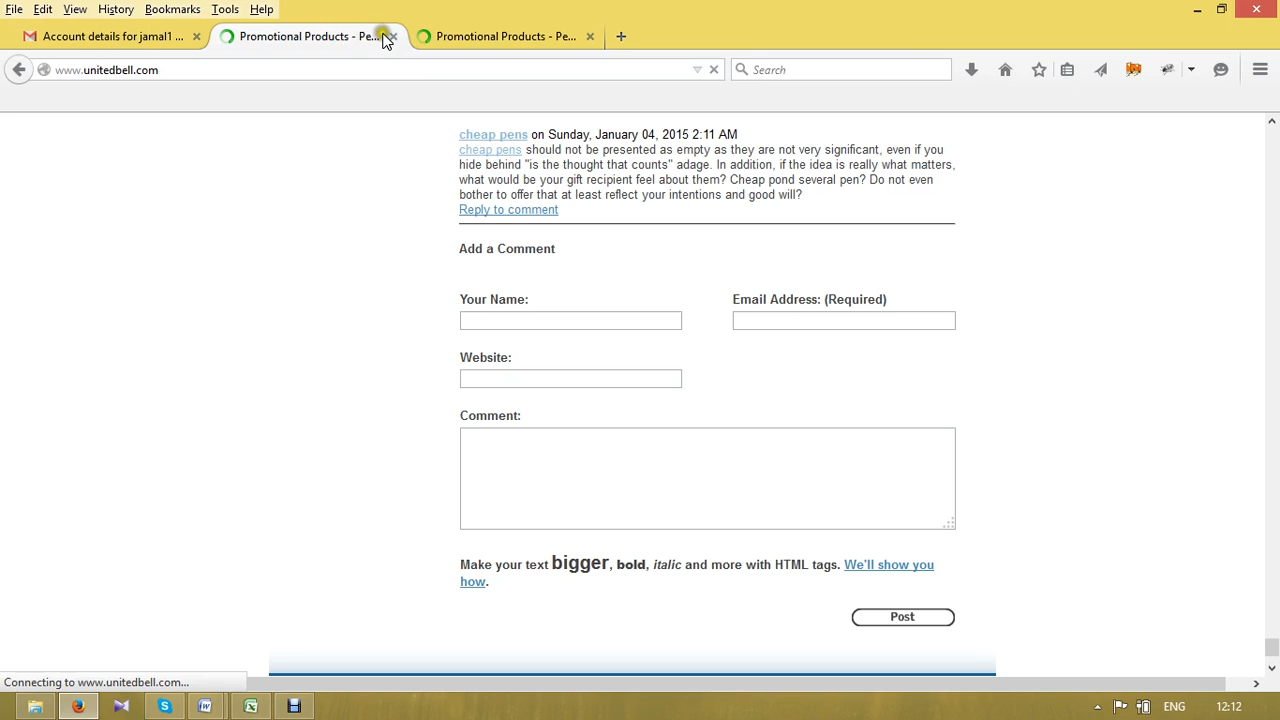 File Edit View History Bookmarks Tools Help
Account details for jamal1 ...
Promotional Products - Pe...
Promotional Products - Pe...
www.unitedbell.com
Search
cheap pens on Sunday, January 04, 2015 2:11 AM
cheap pens should not be presented as empty as they are not very significant, even if you
hide behind "is the thought that counts" adage. In addition, if the idea is really what matters,
what would be your gift recipient feel about them? Cheap pond several pen? Do not even
bother to offer that at least reflect your intentions and good will?
Reply to comment
Add a Comment
Your Name:
Email Address: (Required)
Website:
Comment:
Make your text bigger, bold, italic and more with HTML tags. We'll show you
how.
Post
Connecting to www.unitedbell.com...
ENG
12:12